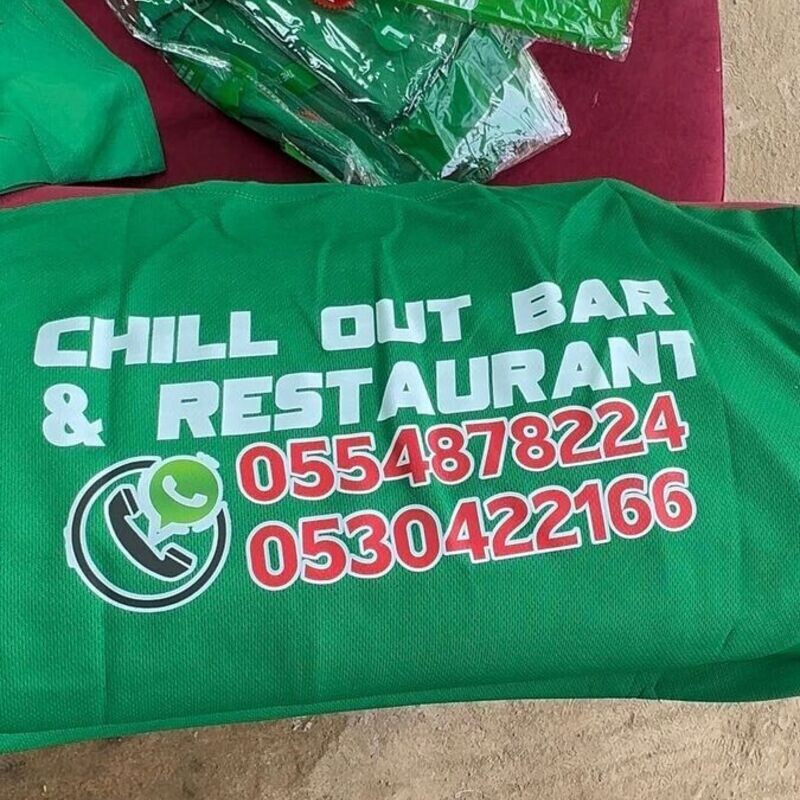 CHILL OUT BAR
& RESTAURANT
0554878224
0530422166